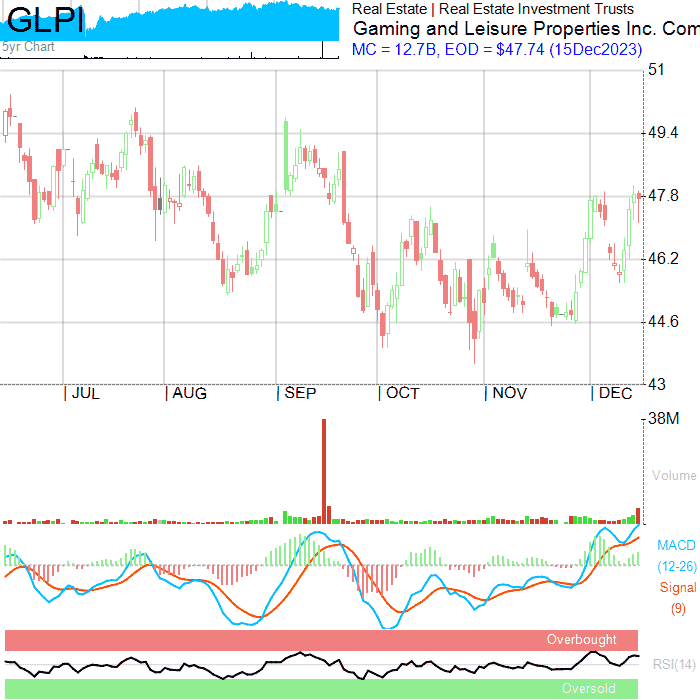 GLPI
5yr Chart
Real Estate | Real Estate Investment Trusts
Gaming and Leisure Properties Inc. Com
MC = 12.7B, EOD = $47.74 (15Dec2023)
51
49.4
47.8
46.2
44.6
43
| JUL | AUG | SEP | OCT | NOV | DEC
38M
Volume
MACD
(12-26)
Signal
(9)
Overbought
RSI(14)
Oversold